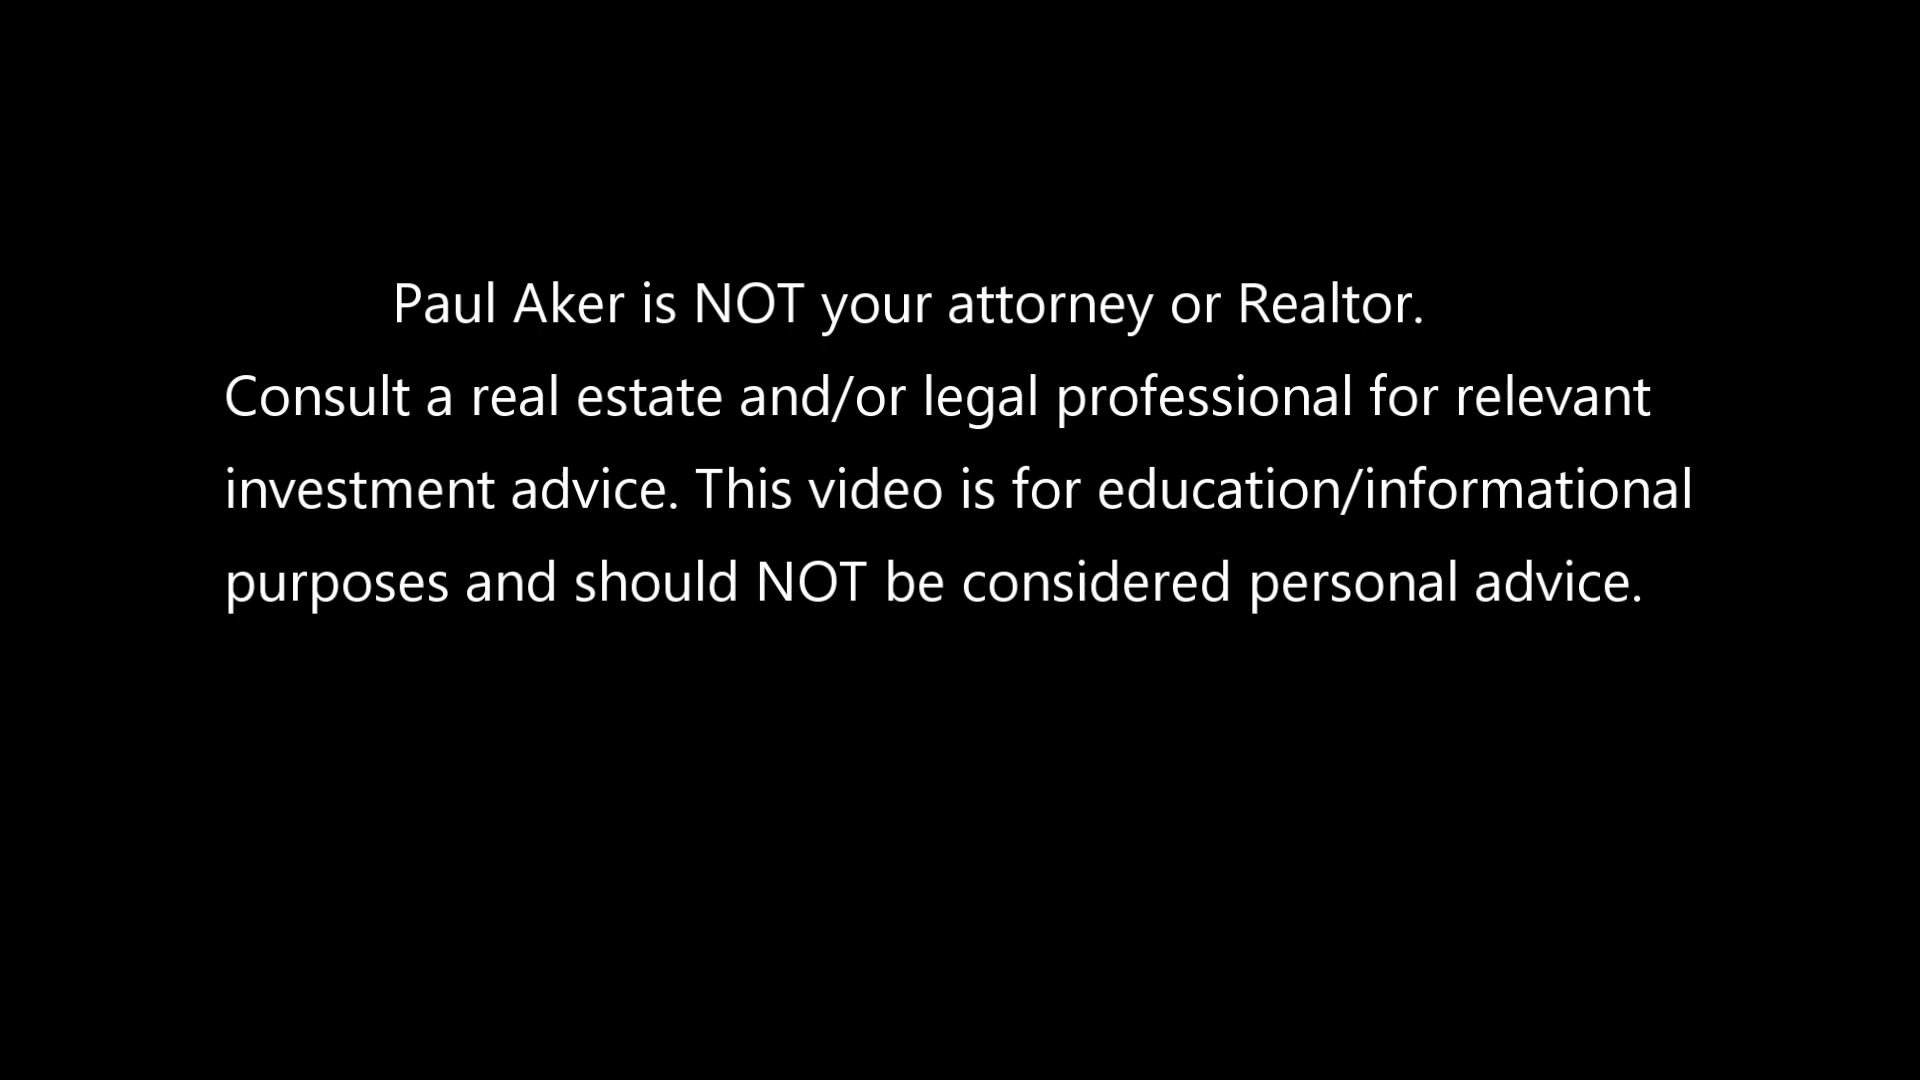 Paul Aker is NOT your attorney or Realtor.
Consult a real estate and/or legal professional for relevant
investment advice. This video is for education/informational
purposes and should NOT be considered personal advice.